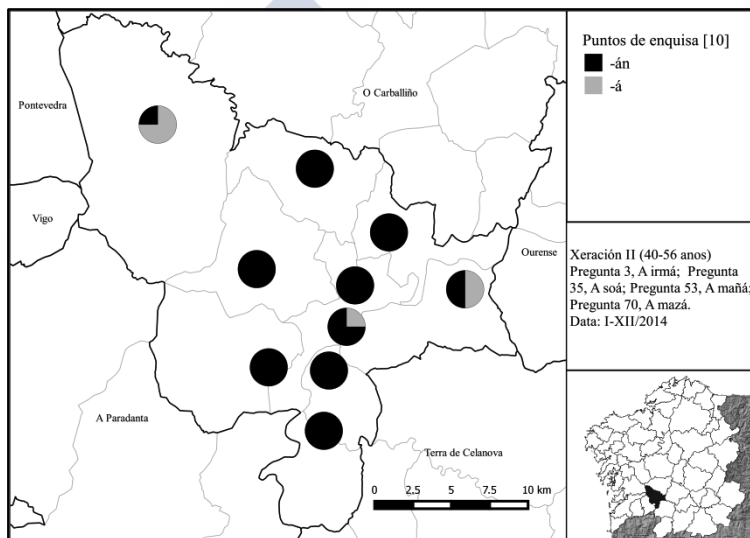 Pontevedra
O Carballiño
Vigo
Ourense
A Paradanta
Terra de Celanova
0 2,5 5 7,5 10 km
Puntos de enquisa [10]
-án
-á
Xeración II (40-56 anos)
Pregunta 3, A irmá; Pregunta
35, A soá; Pregunta 53, A mañá;
Pregunta 70, A mazá.
Data: I-XII/2014